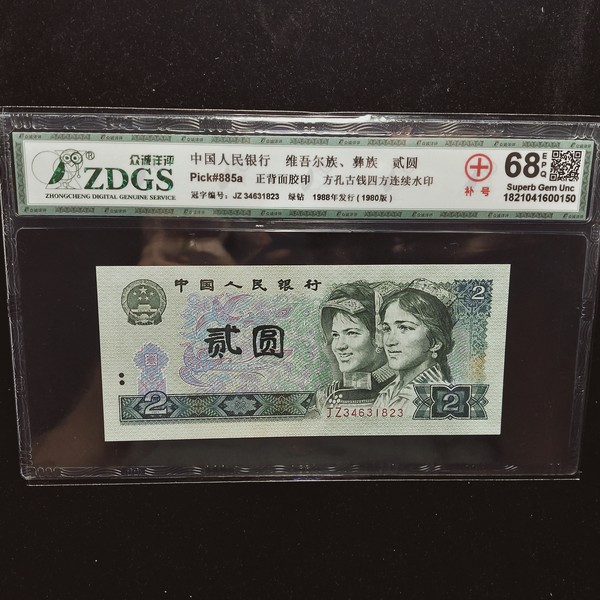 众诚评评
ZDGS
ZHONGCHENG DIGITAL GENUINE SERVICE
中国人民银行 维吾尔族、彝族 贰圆
Pick#885a 正背面胶印 方孔古钱四方连续水印
冠字编号: JZ 34631823 绿钻 1988年发行(1980版)
补号
68 EPQ
Superb Gem Unc
1821041600150
中国人民银行
贰圆
2
2
2
JZ34631823